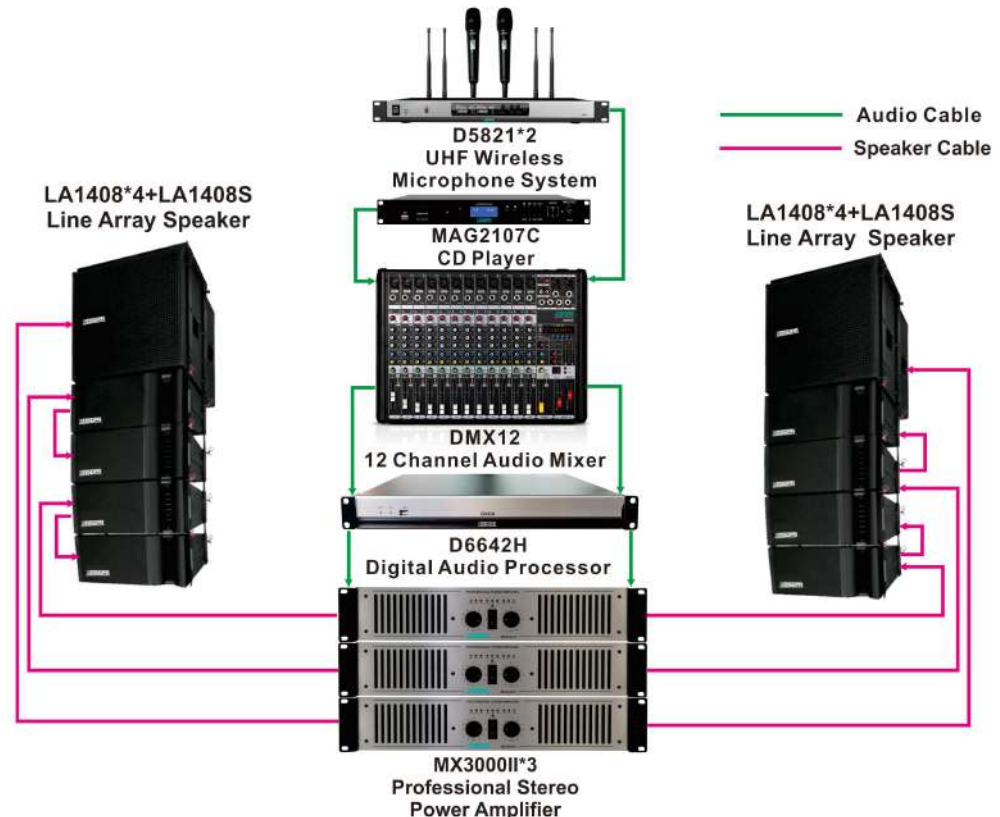 D5821*2
UHF Wireless
Microphone System
Audio Cable
Speaker Cable
LA1408*4+LA1408S
Line Array Speaker
MAG2107C
CD Player
LA1408*4+LA1408S
Line Array Speaker
DMX12
12 Channel Audio Mixer
D6642H
Digital Audio Processor
MX3000II*3
Professional Stereo
Power Amplifier